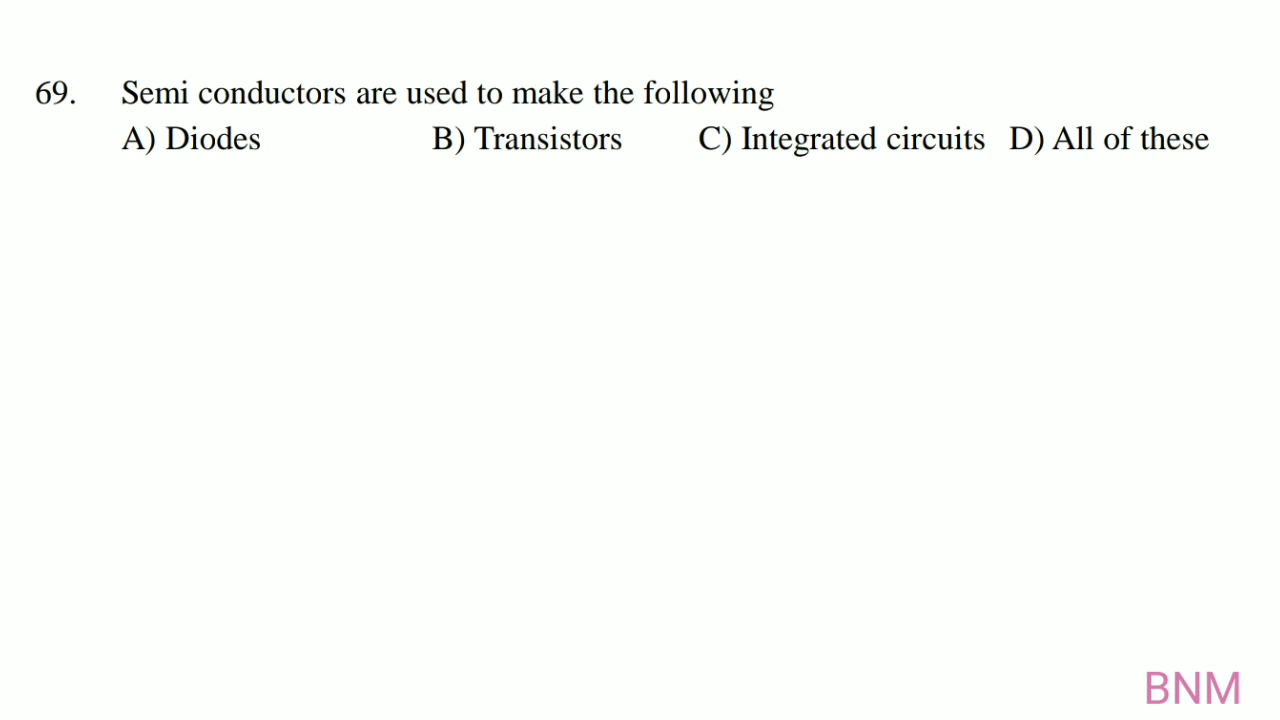 69. Semi conductors are used to make the following
A) Diodes B) Transistors C) Integrated circuits D) All of these
BNM